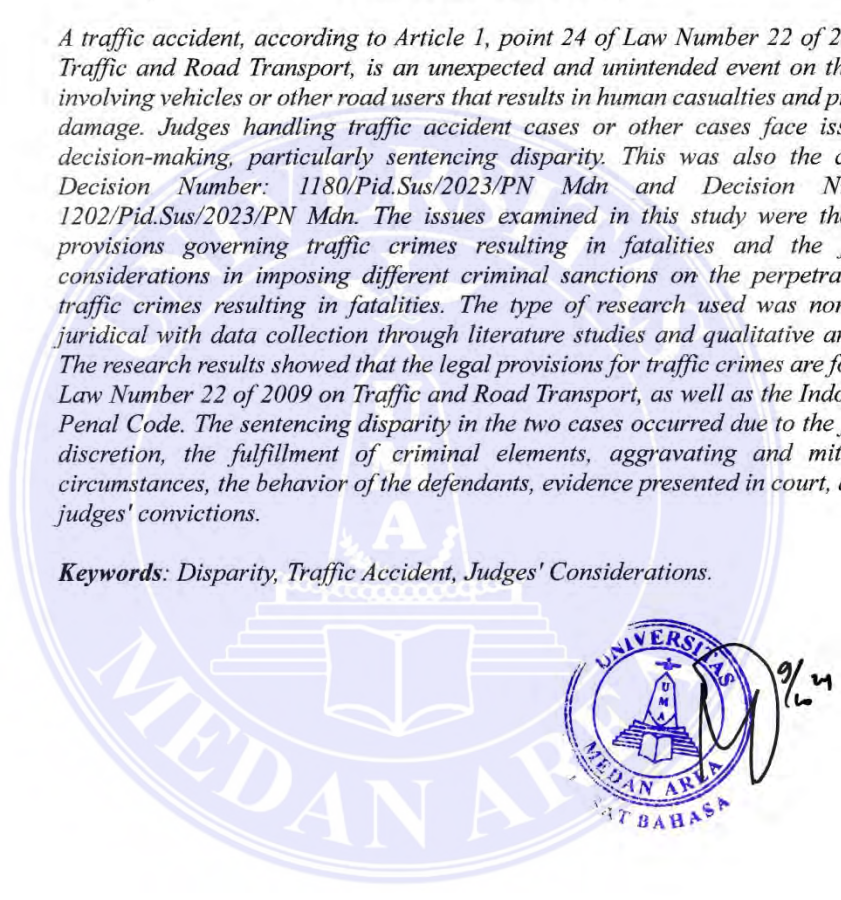 A traffic accident, according to Article 1, point 24 of Law Number 22 of
Traffic and Road Transport, is an unexpected and unintended event on
involving vehicles or other road users that results in human casualties and
damage. Judges handling traffic accident cases or other cases face
decision-making, particularly sentencing disparity. This was also the
Decision Number: 1180/Pid.Sus/2023/PN Mdn and Decision
1202/Pid.Sus/2023/PN Mdn. The issues examined in this study were
provisions governing traffic crimes resulting in fatalities and the
considerations in imposing different criminal sanctions on the
traffic crimes resulting in fatalities. The type of research used was
juridical with data collection through literature studies and qualitative
The research results showed that the legal provisions for traffic crimes are
Law Number 22 of 2009 on Traffic and Road Transport, as well as the
Penal Code. The sentencing disparity in the two cases occurred due to the
discretion, the fulfillment of criminal elements, aggravating and
circumstances, the behavior of the defendants, evidence presented in court,
judges' convictions.
Keywords: Disparity, Traffic Accident, Judges' Considerations.
UNIVERSITAS
UMA
MEDAN AREA
BAHASA
UNIVERSITAS
A
MEDAN AREA